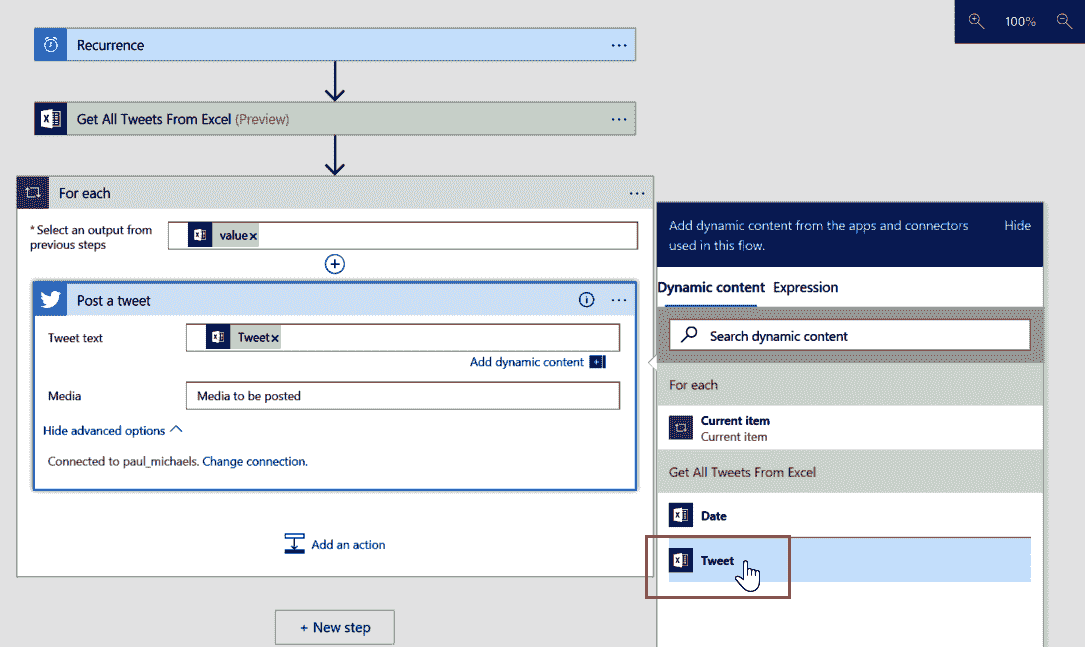 100%
Recurrence
Get All Tweets From Excel (Preview)
For each
*Select an output from
previous steps
value
Post a tweet
Tweet text
Tweet
Add dynamic content
Media
Media to be posted
Hide advanced options
Connected to paul_michaels. Change connection.
Add an action
+ New step
Add dynamic content from the apps and connectors
used in this flow.
Hide
Dynamic content
Expression
Search dynamic content
For each
Current item
Current item
Get All Tweets From Excel
Date
Tweet